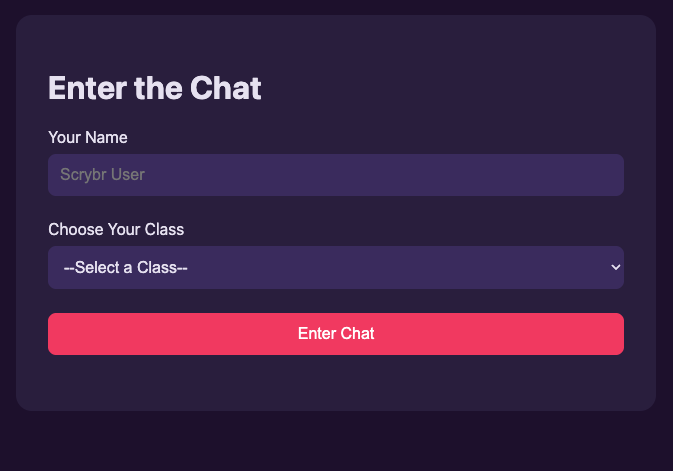 Enter the Chat
Your Name
Scrybr User
Choose Your Class
--Select a Class--
Enter Chat